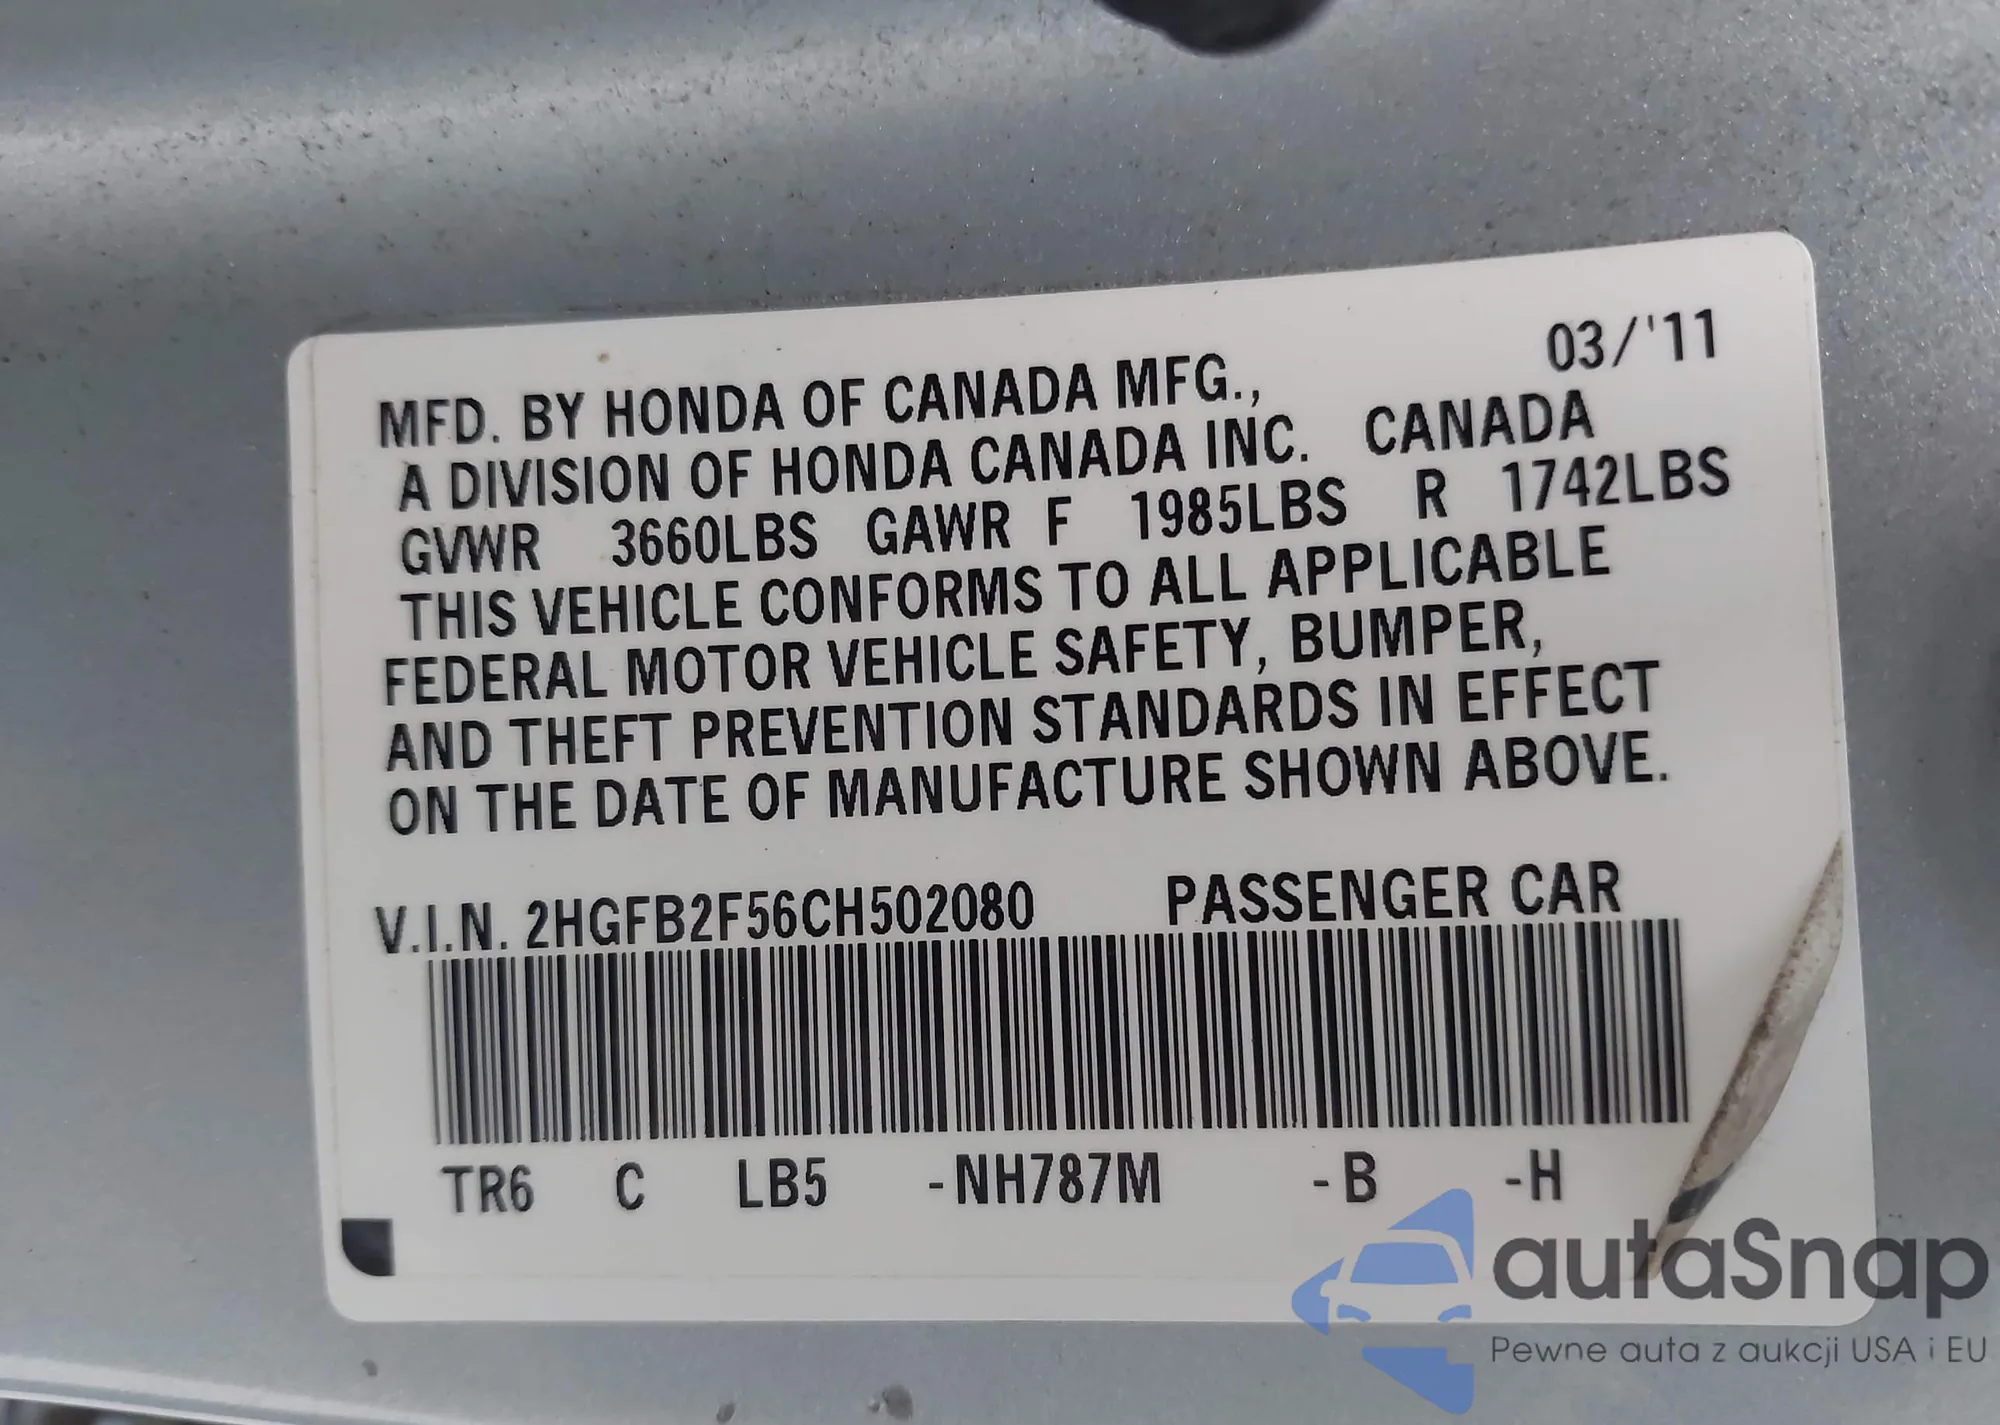 03/'11
MFD. BY HONDA OF CANADA MFG.,
A DIVISION OF HONDA CANADA INC. CANADA
GVWR 3660LBS GAWR F 1985LBS R 1742LBS
THIS VEHICLE CONFORMS TO ALL APPLICABLE
FEDERAL MOTOR VEHICLE SAFETY, BUMPER,
AND THEFT PREVENTION STANDARDS IN EFFECT
ON THE DATE OF MANUFACTURE SHOWN ABOVE.
V.I.N. 2HGFB2F56CH502080 PASSENGER CAR
TR6 C LB5 -NH787M -B -H
autaSnap
Pewne auta z aukcji USA i EU